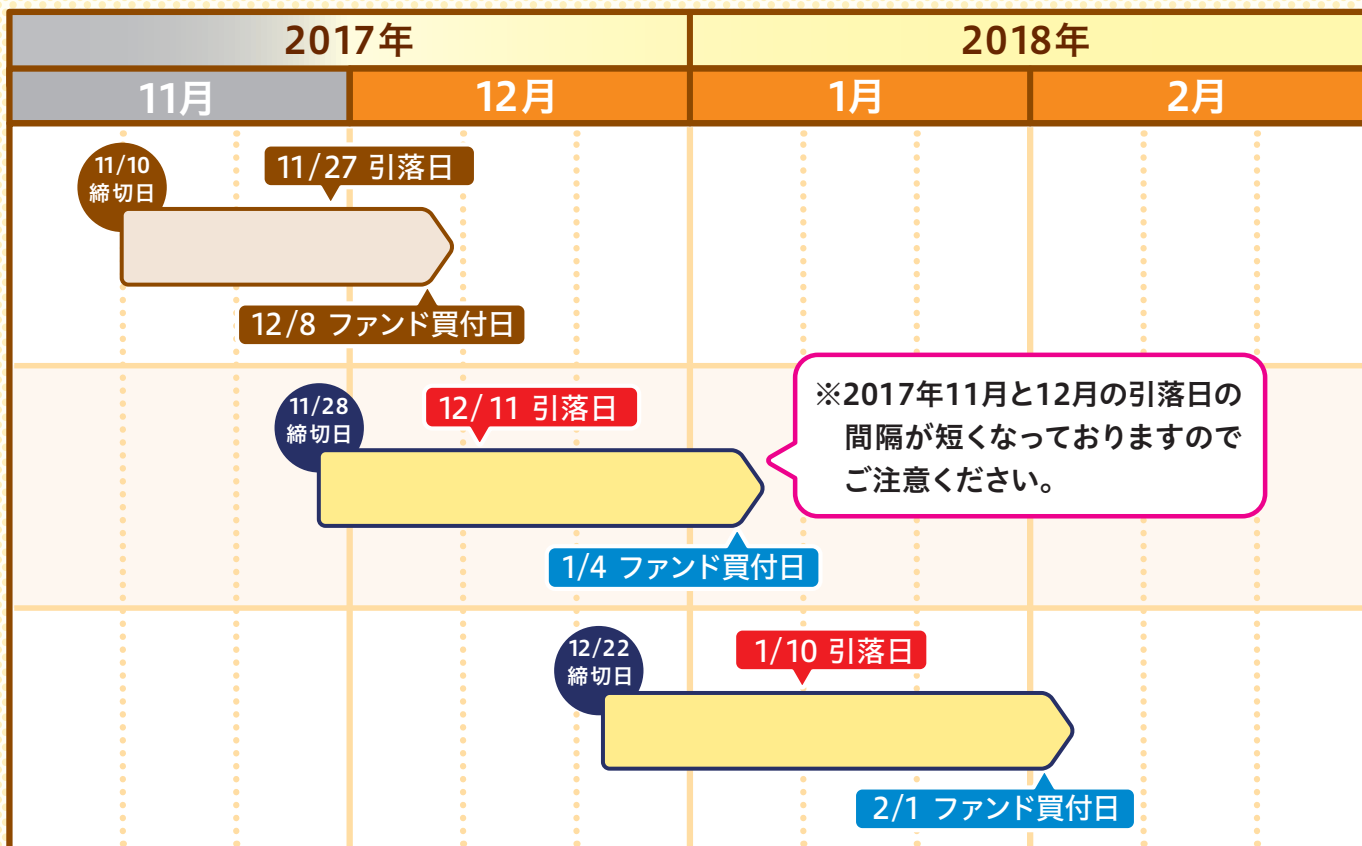 2017年
2018年
11月
12月
1月
2月
11/10
締切日
11/27 引落日
12/8 ファンド買付日
11/28
締切日
12/11 引落日
※2017年11月と12月の引落日の
間隔が短くなっておりますので
ご注意ください。
1/4 ファンド買付日
12/22
締切日
1/10 引落日
2/1 ファンド買付日